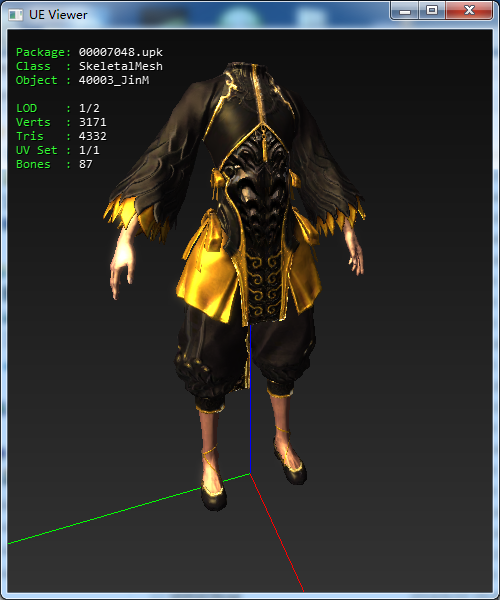 UE Viewer
Package: 00007048.upk
Class : SkeletalMesh
Object : 40003_JinM
LOD : 1/2
Verts : 3171
Tris : 4332
UV Set : 1/1
Bones : 87